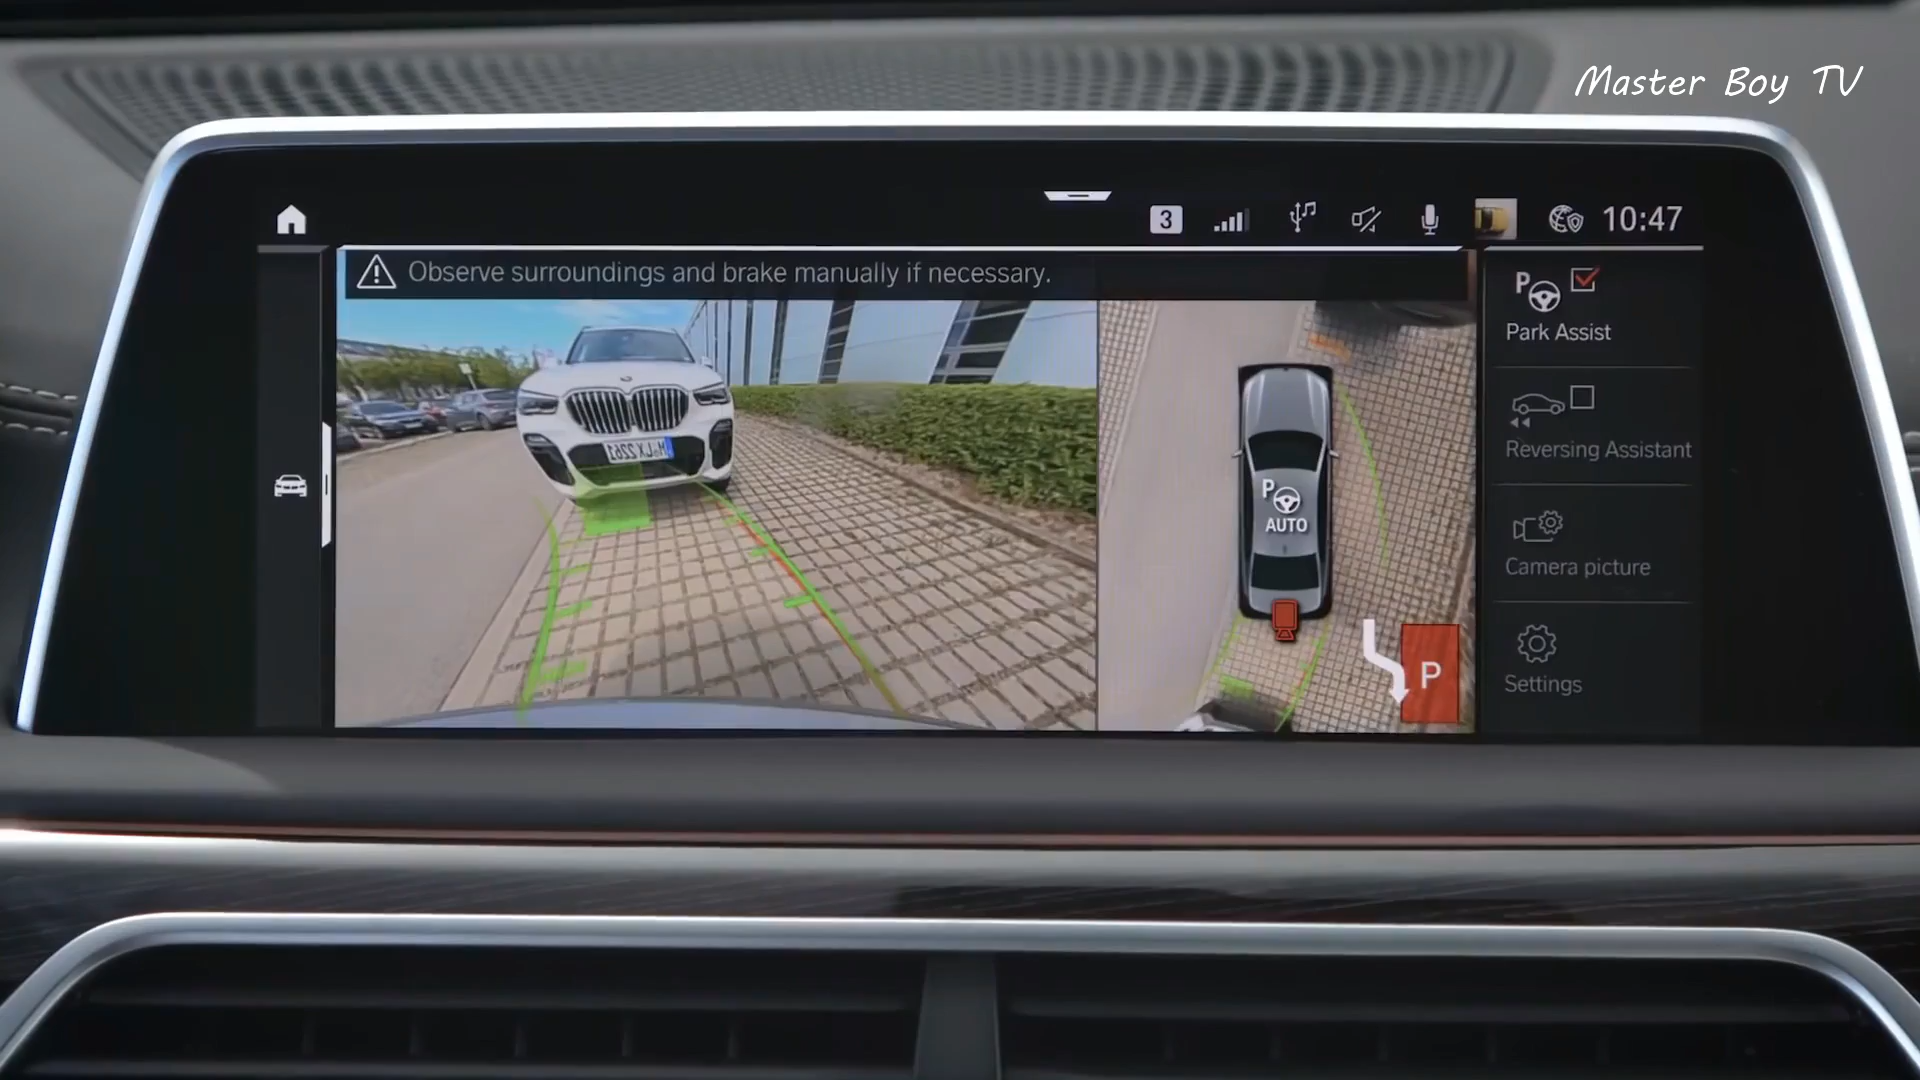 Master Boy TV
3
10:47
Observe surroundings and brake manually if necessary.
P
Park Assist
Reversing Assistant
P
AUTO
Camera picture
P
Settings